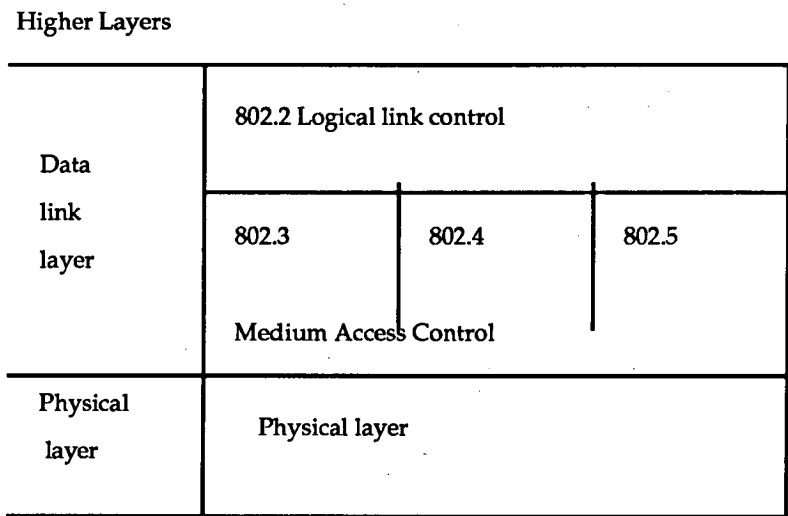 Higher Layers
802.2 Logical link control
Data
link
layer
802.3
802.4
802.5
Medium Access Control
Physical
layer
Physical layer